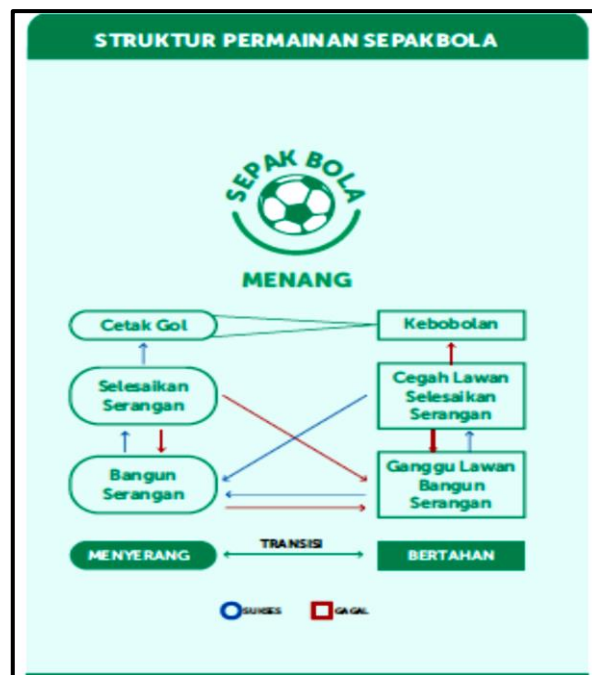 STRUKTUR PERMAINAN SEPAKBOLA
SEPAK BOLA
MENANG
Cetak Gol
Kebobolan
Selesaikan
Serangan
Cegah Lawan
Selesaikan
Serangan
Bangun
Serangan
Ganggu Lawan
Bangun
Serangan
MENYERANG
TRANSISI
BERTAHAN
SUKSES
GAGAL